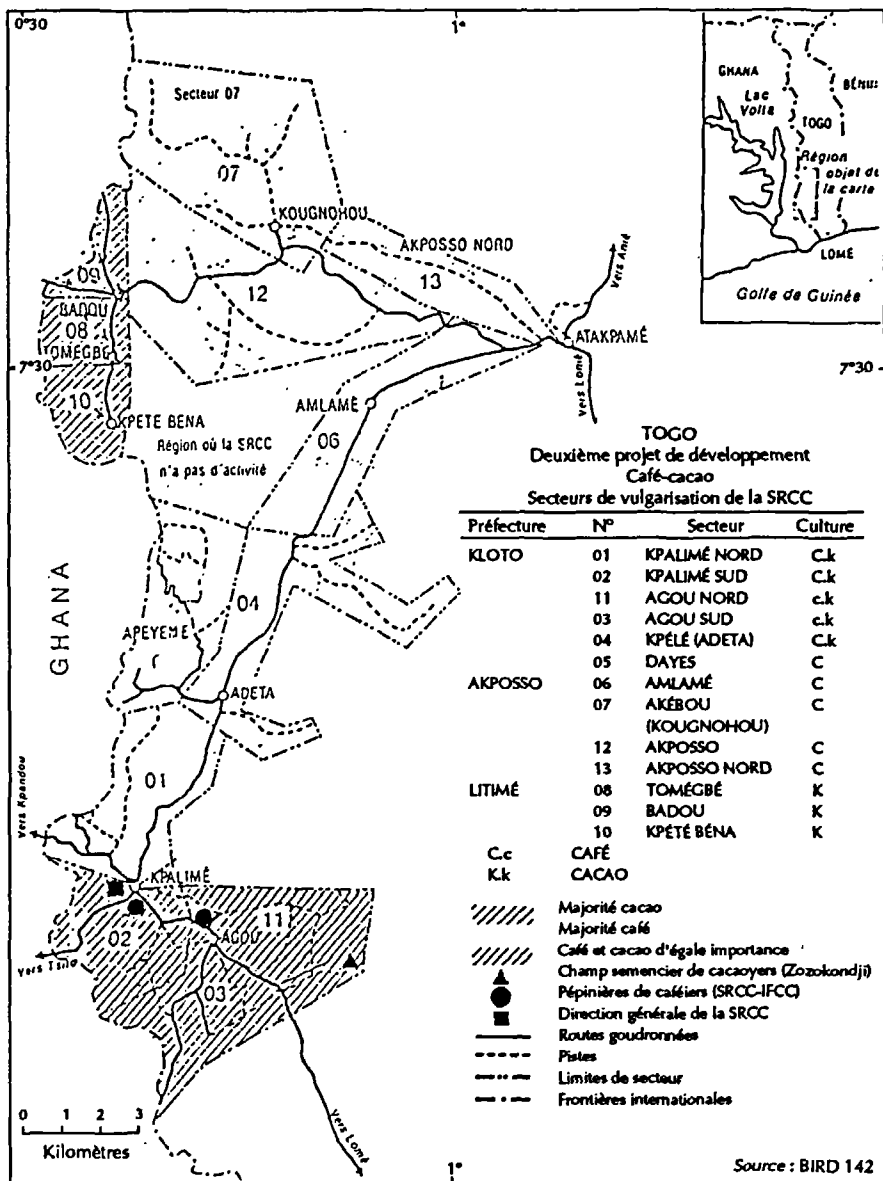 0°30
1°
Secteur 07
07
KOUGNOHOU
AKPOSSO NORD
13
Vers Anié
09
12
BADOU
08
TOMÉGBE
ATAKPAMÉ
7°30
7°30
10
KPETE BENA
AMLAMÉ
06
Vers Lomé
Région où la SRCC
n'a pas d'activité
GHANA
04
APEYEME
ADETA
01
Vers Kpandou
KPALIMÉ
02
11
AGOU
03
Vers Lomé
0 1 2 3
Kilomètres
1°
GHANA
Lac
Volta
TOGO
Région
objet de
la carte
LOMÉ
Golfe de Guinée
TOGO
Deuxième projet de développement
Café-cacao
Secteurs de vulgarisation de la SRCC
Préfecture N° Secteur Culture
KLOTO 01 KPALIMÉ NORD C.k
02 KPALIMÉ SUD C.k
11 AGOU NORD c.k
03 AGOU SUD c.k
04 KPÉLÉ (ADETA) C.k
05 DAYES C
AKPOSSO 06 AMLAMÉ C
07 AKÉBOU C
(KOUGNOHOU)
12 AKPOSSO C
13 AKPOSSO NORD C
LITIMÉ 08 TOMÉGBÉ K
09 BADOU K
10 KPÉTÉ BÉNA K
C.c CAFÉ
K.k CACAO
Majorité cacao
Majorité café
Café et cacao d'égale importance
Champ semencier de cacaoyers (Zozokondji)
Pépinières de caféiers (SRCC-IFCC)
Direction générale de la SRCC
Routes goudronnées
Pistes
Limites de secteur
Frontières internationales
Source : BIRD 142